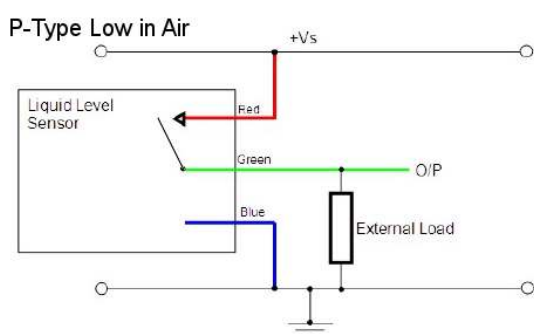 P-Type Low in Air
+Vs
Liquid Level
Sensor
Red
Green
O/P
Blue
External Load